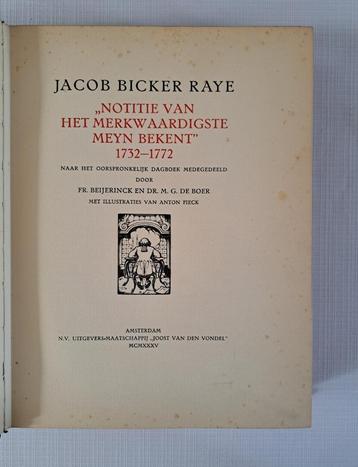 JACOB BICKER RAYE
„NOTITIE VAN
HET MERKWAARDIGSTE
MEYN BEKENT"
1732–1772
NAAR HET OORSPRONKELIJK DAGBOEK MEDEGEDEELD
DOOR
FR. BEIJERINCK EN DR. M. G. DE BOER
MET ILLUSTRATIES VAN ANTON PIECK
AMSTERDAM
N.V. UITGEVERS-MAATSCHAPPIJ „JOOST VAN DEN VONDEL"
MCMXXXV